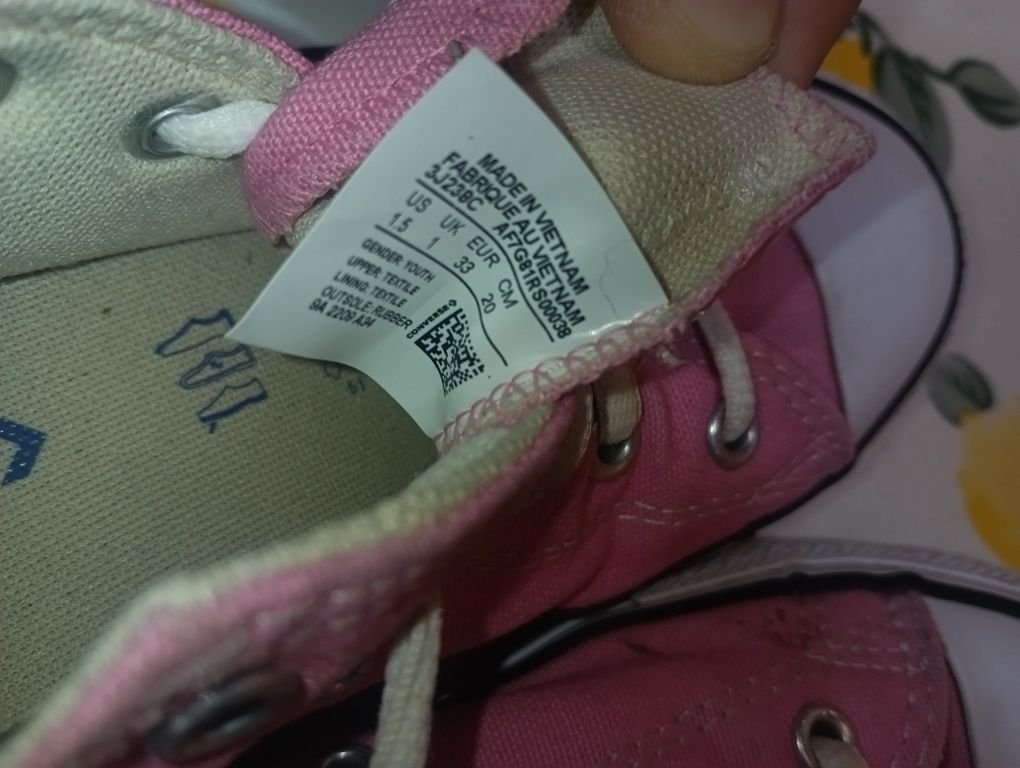 MADE IN VIETNAM
FABRIQUE AU VIETNAM
3J238C AF7G81RS00038
US UK EUR CM
1.5 1 33 20
GENDER: YOUTH
UPPER: TEXTILE
LINING: TEXTILE
OUTSOLE: RUBBER
9A 2209 A34
© CONVERSE